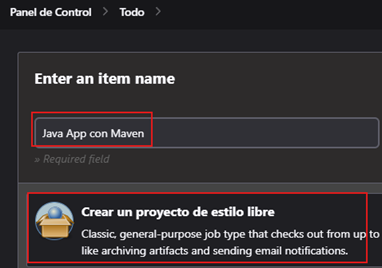 Panel de Control > Todo >
Enter an item name
Java App con Maven
» Required field
Crear un proyecto de estilo libre
Classic, general-purpose job type that checks out from up to
like archiving artifacts and sending email notifications.